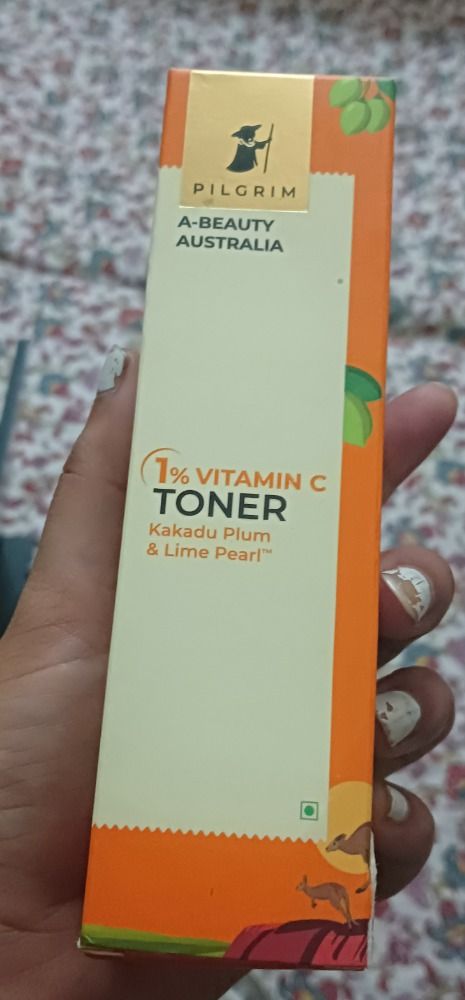 PILGRIM
A-BEAUTY
AUSTRALIA
1% VITAMIN C
TONER
Kakadu Plum
& Lime Pearl™